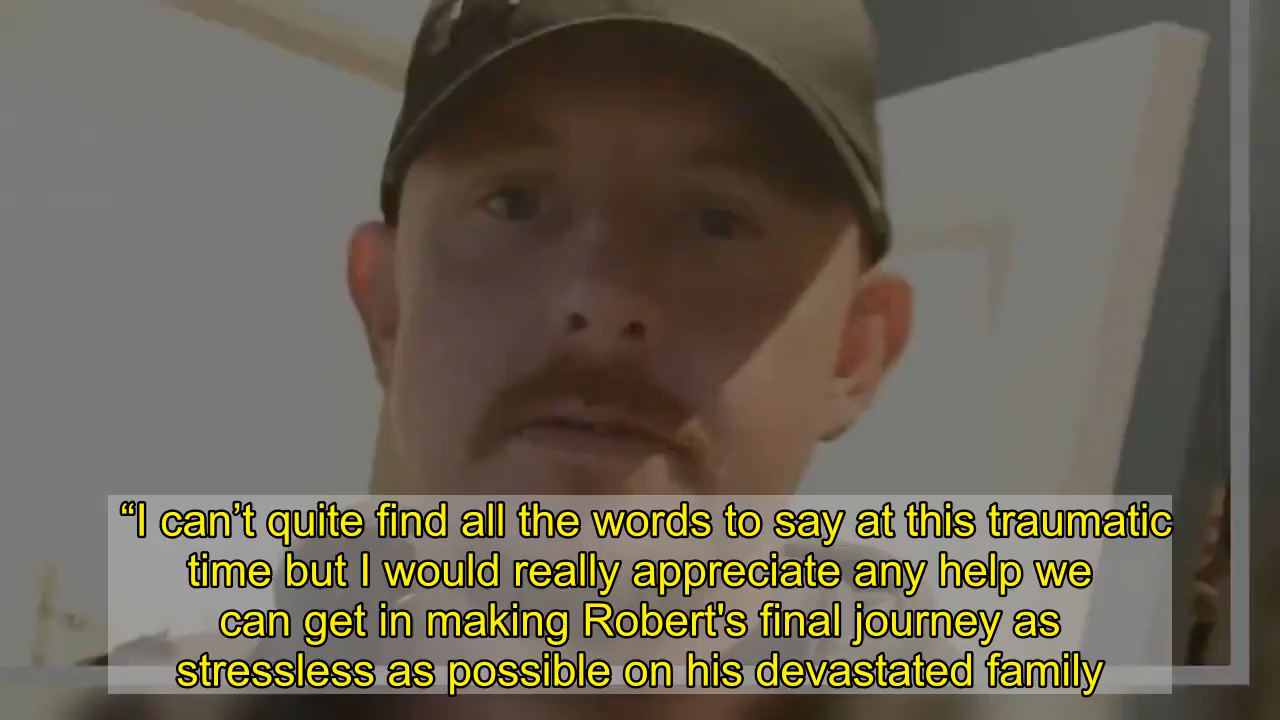 “I can’t quite find all the words to say at this traumatic
time but I would really appreciate any help we
can get in making Robert's final journey as
stressless as possible on his devastated family